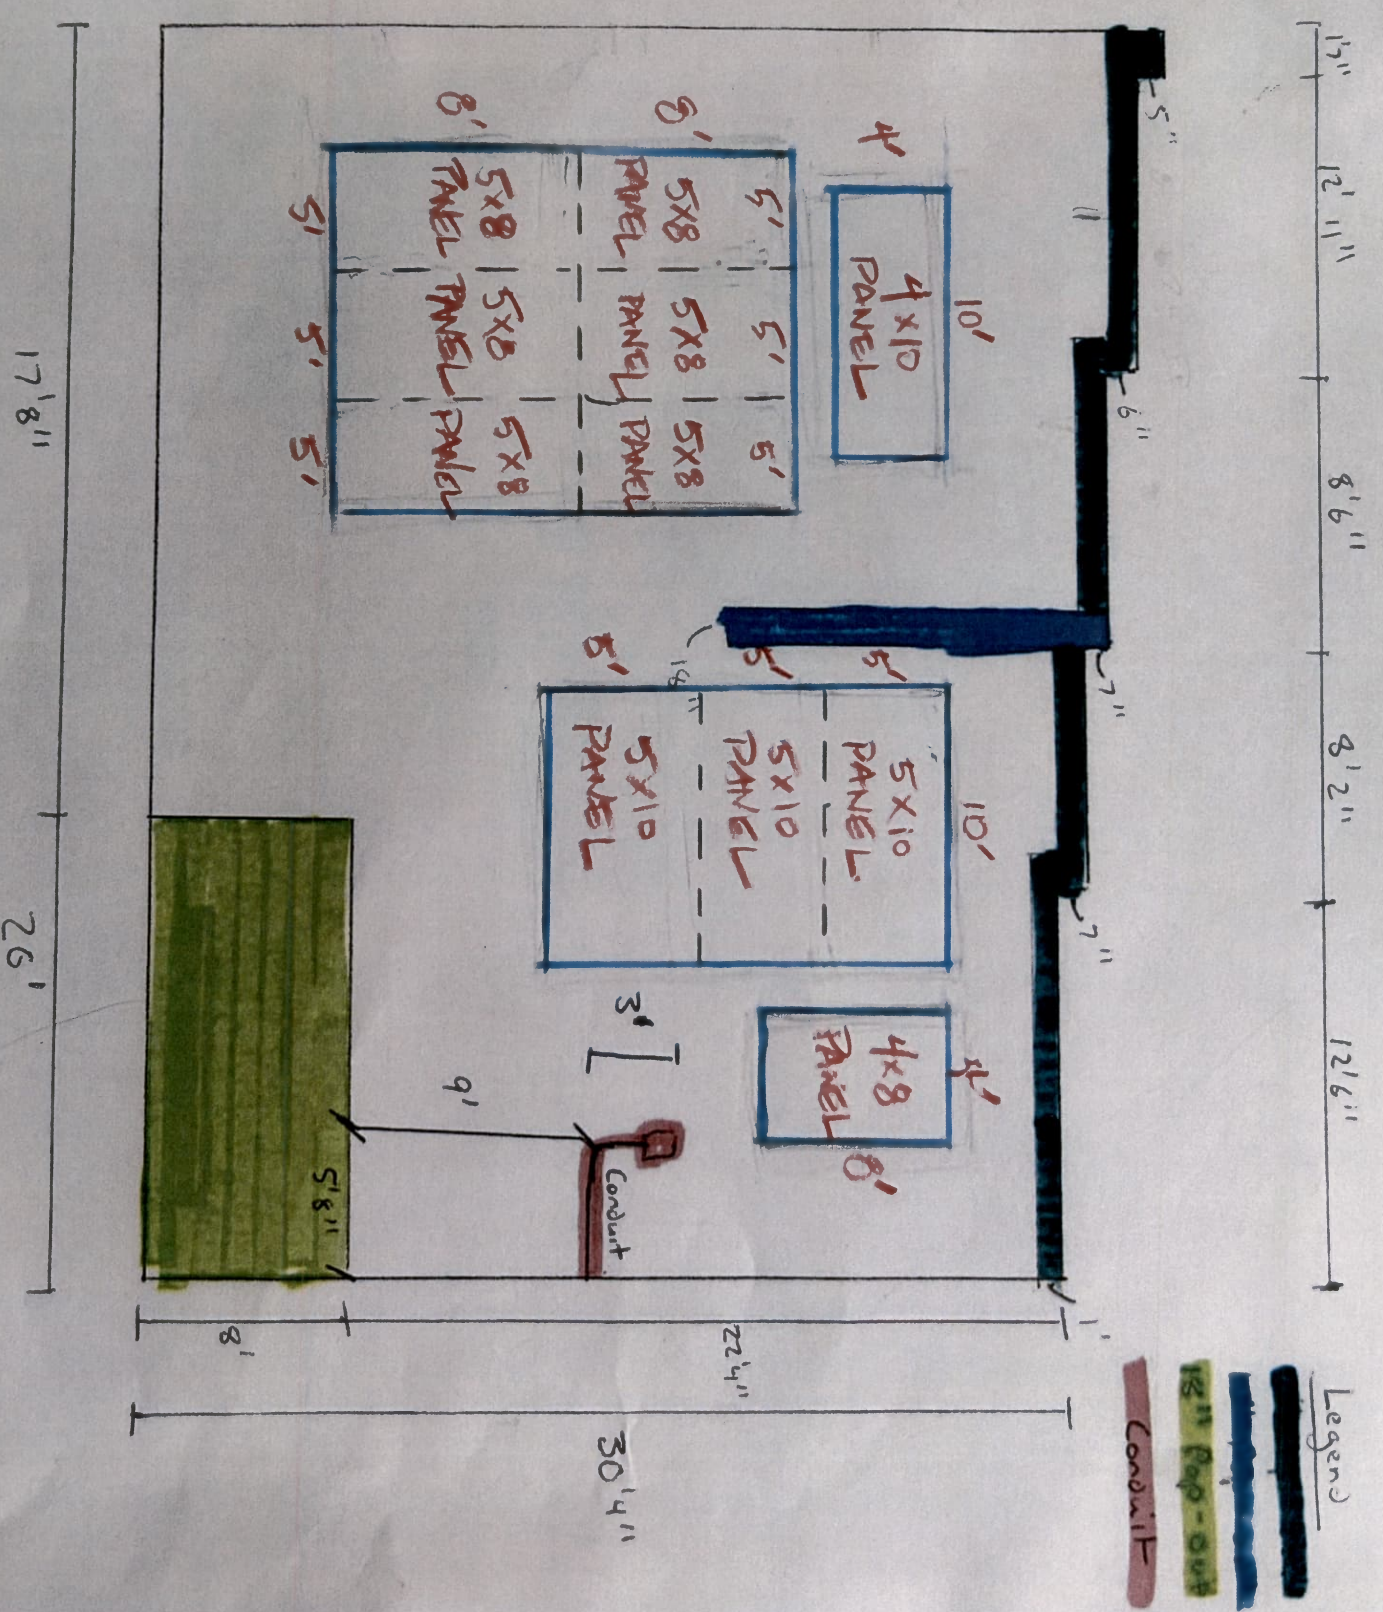 1'7"
12' 11"
8'6"
8'2"
12'6"
5"
6"
7"
7"
1'
4'
10'
4 x 10
PANEL
8'
8'
5'
5'
5'
5x8
PANEL
5x8
PANEL
5x8
PANEL
5x8
PANEL
5x8
PANEL
5x8
PANEL
5'
5'
5'
18"
5'
5'
5'
10'
5x10
PANEL
5x10
PANEL
5x10
PANEL
4'
4x8
PANEL
8'
3'
9'
Conduit
5'8"
17'8"
26'
8'
22'4"
30'4"
Legend
18" Pop-out
Conduit